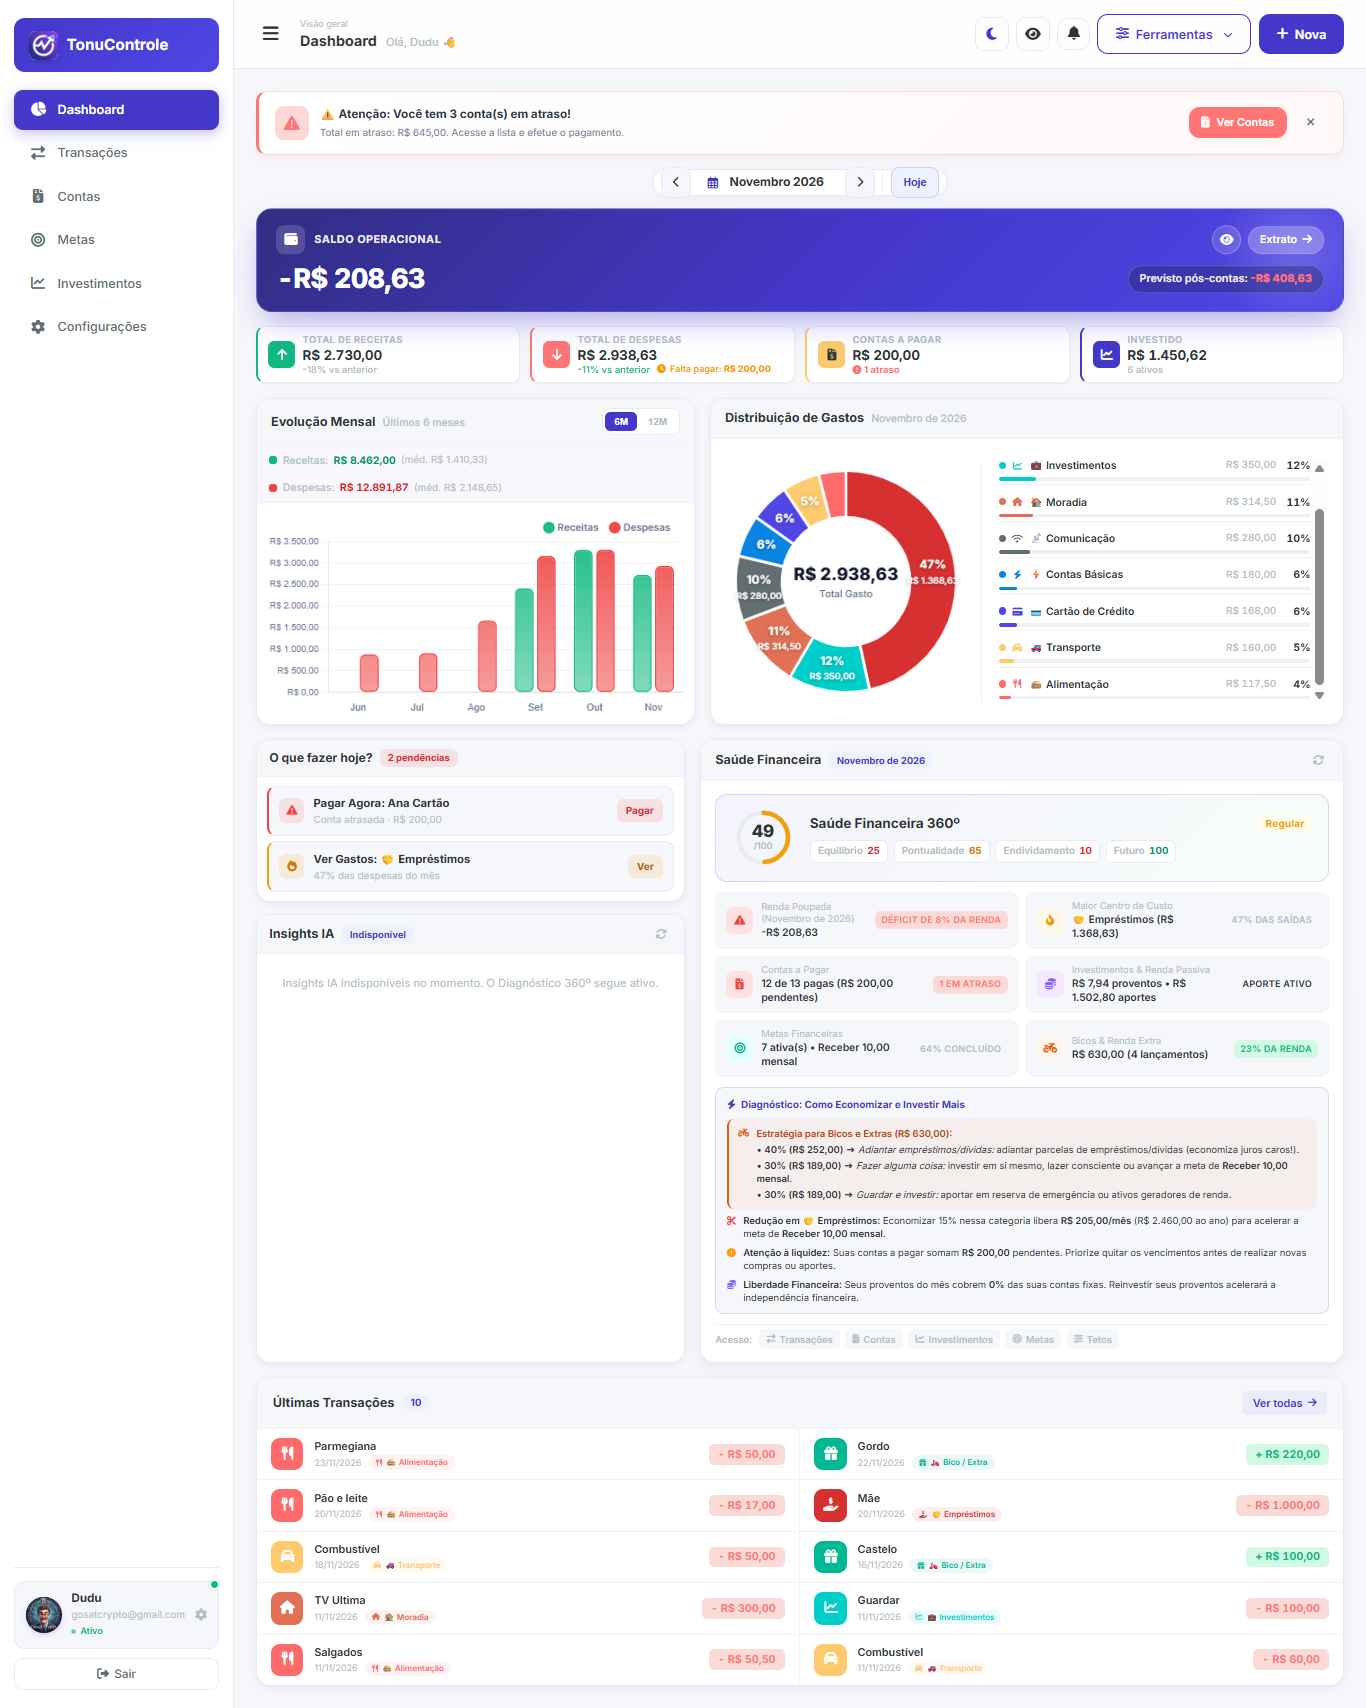 TonuControle
Dashboard
Transações
Contas
Metas
Investimentos
Configurações
Dudu
gosatcrypto@gmail.com
Ativo
Sair
Visão geral
Dashboard Olá, Dudu 👋
Ferramentas
+ Nova
⚠️ Atenção: Você tem 3 conta(s) em atraso!
Total em atraso: R$ 645,00. Acesse a lista e efetue o pagamento.
Ver Contas
×
Novembro 2026
Hoje
SALDO OPERACIONAL
-R$ 208,63
Extrato →
Previsto pós-contas: -R$ 408,63
TOTAL DE RECEITAS
R$ 2.730,00
-18% vs anterior
TOTAL DE DESPESAS
R$ 2.938,63
-11% vs anterior Falta pagar: R$ 200,00
CONTAS A PAGAR
R$ 200,00
1 atraso
INVESTIDO
R$ 1.450,62
6 ativos
Evolução Mensal Últimos 6 meses
6M 12M
Receitas: R$ 8.462,00 (méd. R$ 1.410,33)
Despesas: R$ 12.891,87 (méd. R$ 2.148,65)
Receitas Despesas
R$ 3.500,00
R$ 3.000,00
R$ 2.500,00
R$ 2.000,00
R$ 1.500,00
R$ 1.000,00
R$ 500,00
R$ 0,00
Jun Jul Ago Set Out Nov
Distribuição de Gastos Novembro de 2026
5%
6%
6%
10%
R$ 280,00
11%
R$ 314,50
12%
R$ 350,00
47%
R$ 1.368,63
R$ 2.938,63
Total Gasto
Investimentos R$ 350,00 12%
Moradia R$ 314,50 11%
Comunicação R$ 280,00 10%
Contas Básicas R$ 180,00 6%
Cartão de Crédito R$ 168,00 6%
Transporte R$ 160,00 5%
Alimentação R$ 117,50 4%
O que fazer hoje? 2 pendências
Pagar Agora: Ana Cartão
Conta atrasada · R$ 200,00
Pagar
Ver Gastos: 🤝 Empréstimos
47% das despesas do mês
Ver
Insights IA Indisponível
Insights IA indisponíveis no momento. O Diagnóstico 360º segue ativo.
Saúde Financeira Novembro de 2026
49
/100
Saúde Financeira 360º
Regular
Equilíbrio 25 Pontualidade 65 Endividamento 10 Futuro 100
Renda Poupada
(Novembro de 2026)
-R$ 208,63
DÉFICIT DE 8% DA RENDA
Maior Centro de Custo
🤝 Empréstimos (R$
1.368,63)
47% DAS SAÍDAS
Contas a Pagar
12 de 13 pagas (R$ 200,00
pendentes)
1 EM ATRASO
Investimentos & Renda Passiva
R$ 7,94 proventos • R$
1.502,80 aportes
APORTE ATIVO
Metas Financeiras
7 ativa(s) • Receber 10,00
mensal
64% CONCLUÍDO
Bicos & Renda Extra
R$ 630,00 (4 lançamentos)
23% DA RENDA
Diagnóstico: Como Economizar e Investir Mais
Estratégia para Bicos e Extras (R$ 630,00):
• 40% (R$ 252,00) → Adiantar empréstimos/dívidas: adiantar parcelas de empréstimos/dívidas (economiza juros caros!).
• 30% (R$ 189,00) → Fazer alguma coisa: investir em si mesmo, lazer consciente ou avançar a meta de Receber 10,00
mensal.
• 30% (R$ 189,00) → Guardar e investir: aportar em reserva de emergência ou ativos geradores de renda.
Redução em 🤝 Empréstimos: Economizar 15% nessa categoria libera R$ 205,00/mês (R$ 2.460,00 ao ano) para acelerar a
meta de Receber 10,00 mensal.
Atenção à liquidez: Suas contas a pagar somam R$ 200,00 pendentes. Priorize quitar os vencimentos antes de realizar novas
compras ou aportes.
Liberdade Financeira: Seus proventos do mês cobrem 0% das suas contas fixas. Reinvestir seus proventos acelerará a
independência financeira.
Acesso: Transações Contas Investimentos Metas Tetos
Últimas Transações 10
Ver todas →
Parmegiana
23/11/2026 Alimentação
- R$ 50,00
Gordo
22/11/2026 Bico / Extra
+ R$ 220,00
Pão e leite
20/11/2026 Alimentação
- R$ 17,00
Mãe
20/11/2026 Empréstimos
- R$ 1.000,00
Combustível
18/11/2026 Transporte
- R$ 50,00
Castelo
16/11/2026 Bico / Extra
+ R$ 100,00
TV Ultima
11/11/2026 Moradia
- R$ 300,00
Guardar
11/11/2026 Investimentos
- R$ 100,00
Salgados
11/11/2026 Alimentação
- R$ 50,50
Combustível
11/11/2026 Transporte
- R$ 60,00